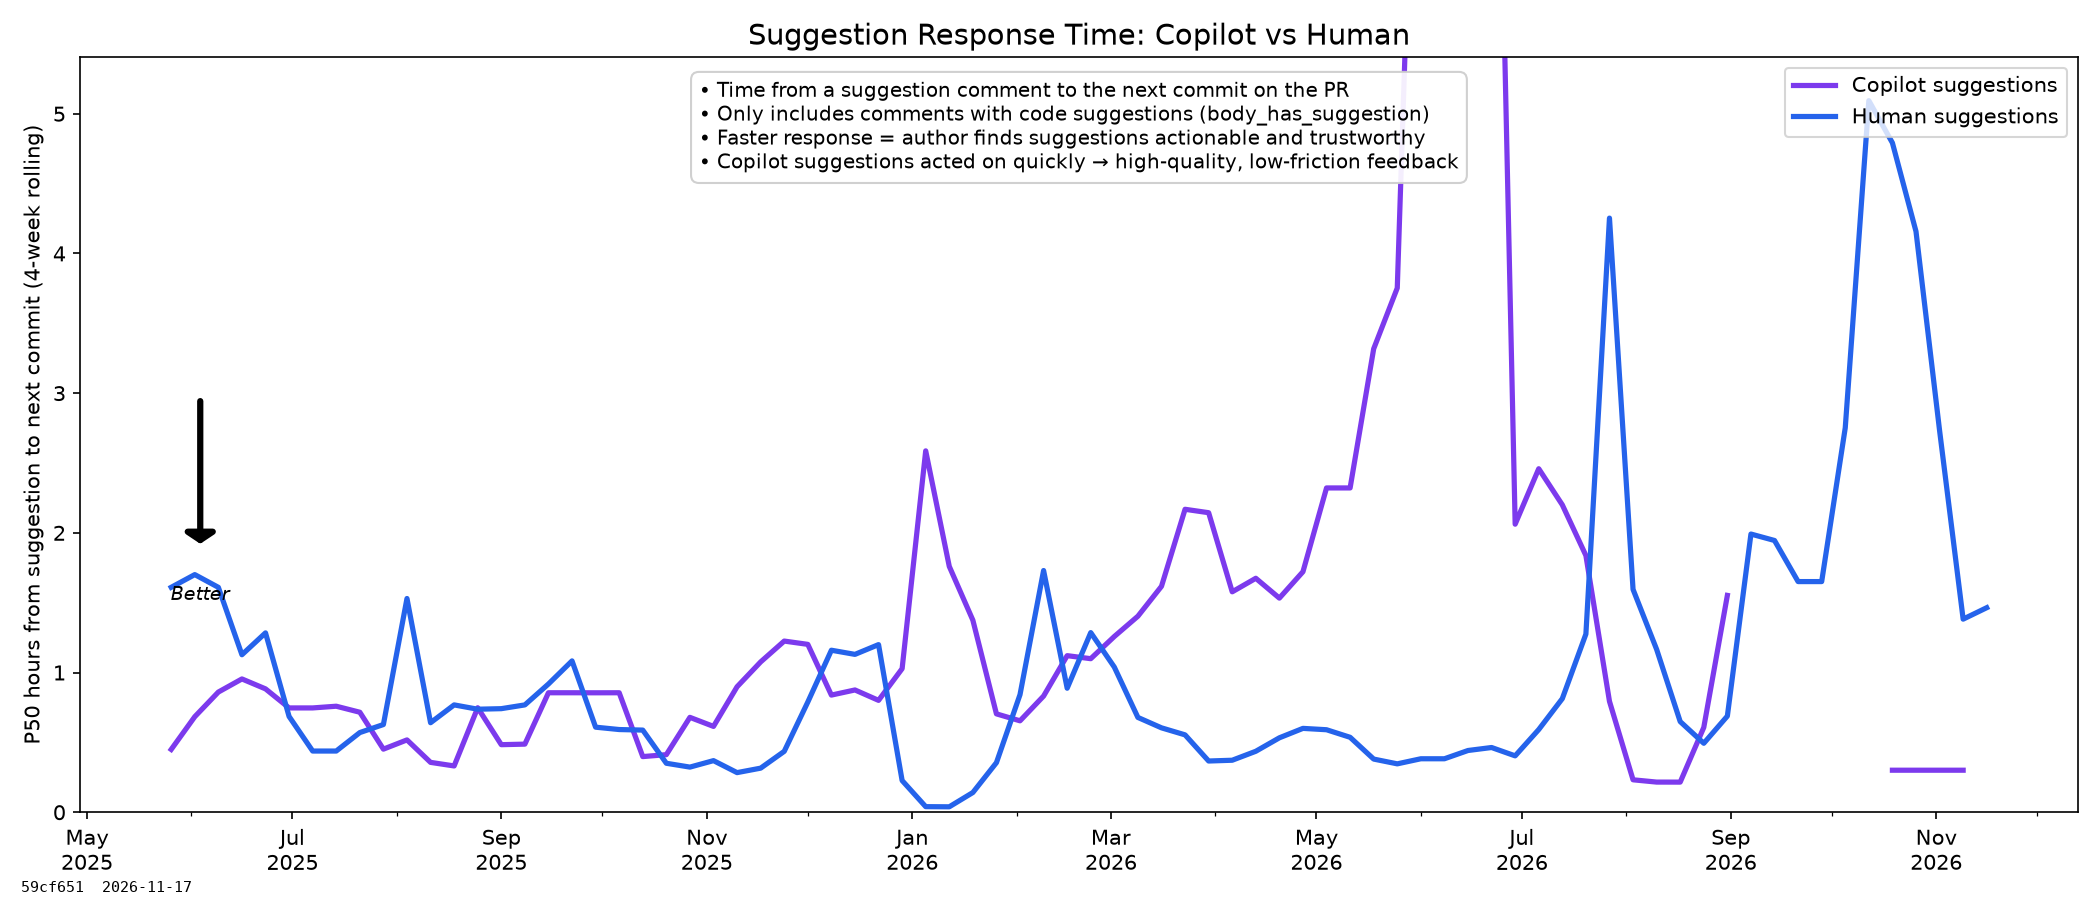 Suggestion Response Time: Copilot vs Human
• Time from a suggestion comment to the next commit on the PR
• Only includes comments with code suggestions (body_has_suggestion)
• Faster response = author finds suggestions actionable and trustworthy
• Copilot suggestions acted on quickly → high-quality, low-friction feedback
Copilot suggestions
Human suggestions
P50 hours from suggestion to next commit (4-week rolling)
5
4
3
2
1
0
Better
May
2025
Jul
2025
Sep
2025
Nov
2025
Jan
2026
Mar
2026
May
2026
Jul
2026
Sep
2026
Nov
2026
59cf651  2026-11-17